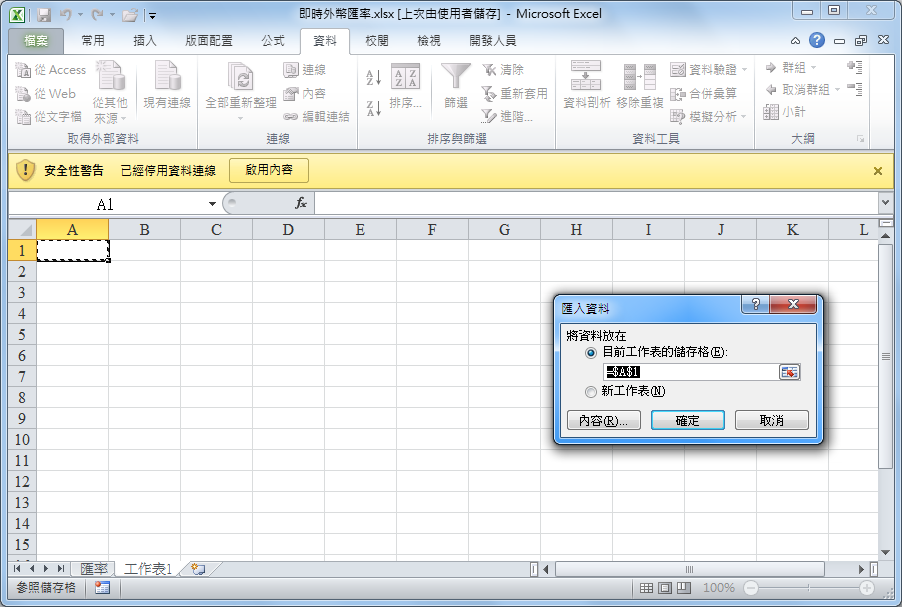 即時外幣匯率.xlsx [上次由使用者儲存] - Microsoft Excel
檔案 常用 插入 版面配置 公式 資料 校閱 檢視 開發人員
從 Access
從 Web
從文字檔
從其他來源
現有連線
取得外部資料
全部重新整理
連線
內容
編輯連結
連線
排序...
篩選
清除
重新套用
進階...
排序與篩選
資料剖析
移除重複
資料驗證
合併彙算
模擬分析
資料工具
群組
取消群組
小計
大綱
安全性警告 已經停用資料連線 啟用內容
A1 fx
A B C D E F G H I J K L
1
2
3
4
5
6
7
8
9
10
11
12
13
14
15
匯入資料
將資料放在
目前工作表的儲存格(E):
=$A$1
新工作表(N)
內容(R)... 確定 取消
匯率 工作表1
參照儲存格 100%